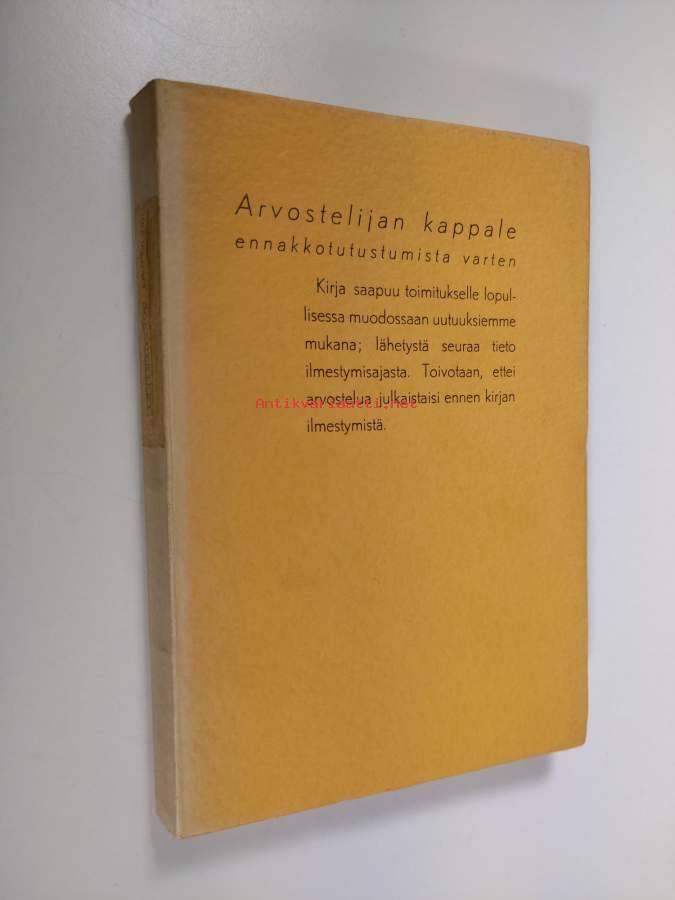 Arvostelijan kappale
ennakkotutustumista varten
Kirja saapuu toimitukselle lopul-
lisessa muodossaan uutuuksiemme
mukana; lähetystä seuraa tieto
ilmestymisajasta. Toivotaan, ettei
Antikvariaatti.net
arvostelua julkaistaisi ennen kirjan
ilmestymistä.